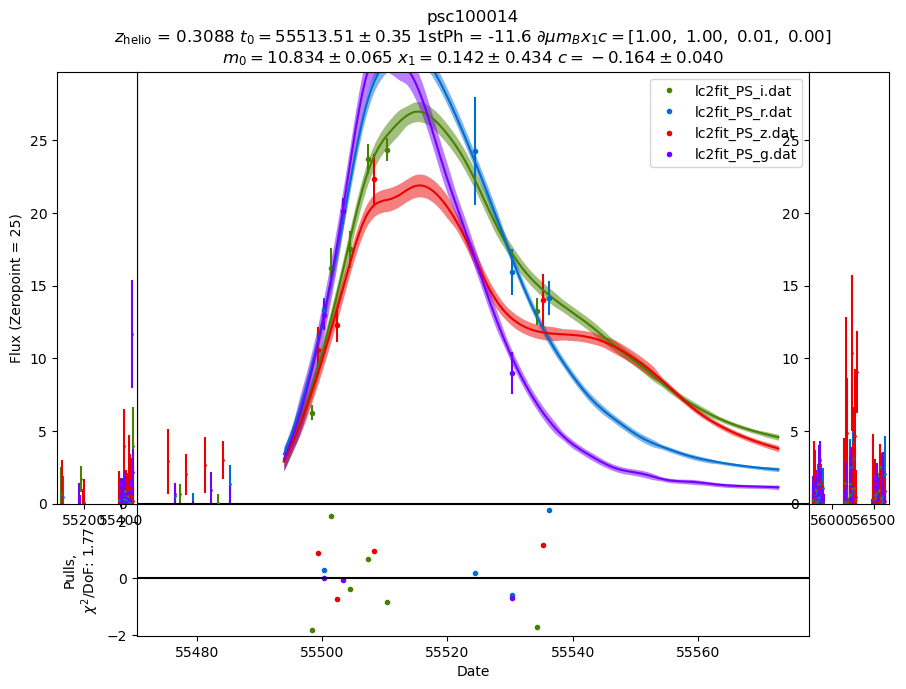 psc100014
z_helio = 0.3088 t_0 = 55513.51 ± 0.35 1stPh = -11.6 ∂μm_Bx_1c = [1.00, 1.00, 0.01, 0.00]
m_0 = 10.834 ± 0.065 x_1 = 0.142 ± 0.434 c = −0.164 ± 0.040
lc2fit_PS_i.dat
lc2fit_PS_r.dat
lc2fit_PS_z.dat
lc2fit_PS_g.dat
Flux (Zeropoint = 25)
25
20
15
10
5
0
25
20
15
10
5
0
55200
55400
56000
56500
Pulls,
χ²/DoF: 1.77
2
0
−2
55480
55500
55520
55540
55560
Date